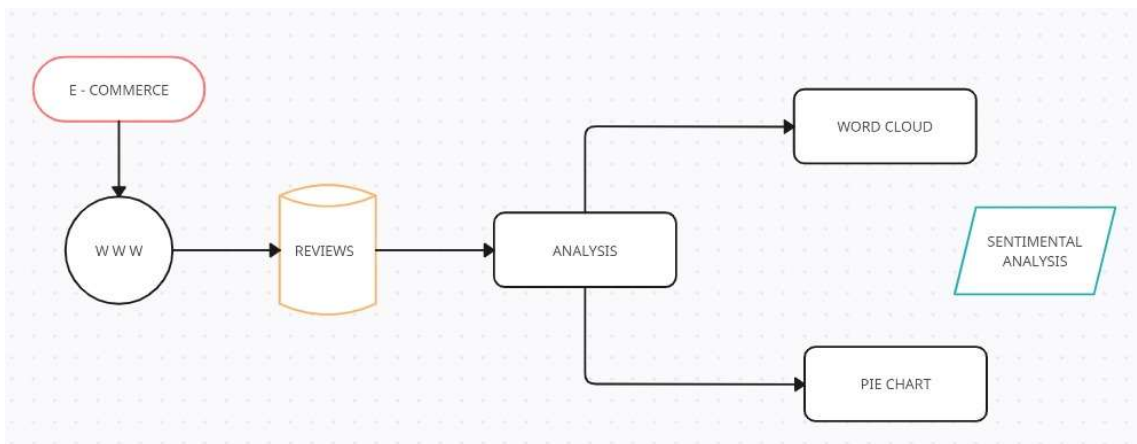 E - COMMERCE
W W W
REVIEWS
ANALYSIS
WORD CLOUD
SENTIMENTAL
ANALYSIS
PIE CHART